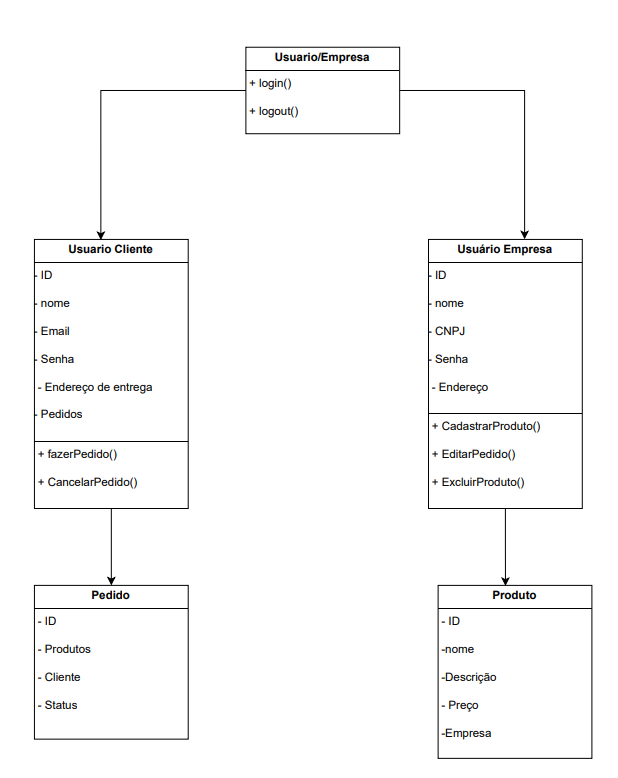 Usuario/Empresa
+ login()
+ logout()
Usuario Cliente
- ID
- nome
- Email
- Senha
- Endereço de entrega
- Pedidos
+ fazerPedido()
+ CancelarPedido()
Usuário Empresa
- ID
- nome
- CNPJ
- Senha
- Endereço
+ CadastrarProduto()
+ EditarPedido()
+ ExcluirProduto()
Pedido
- ID
- Produtos
- Cliente
- Status
Produto
- ID
-nome
-Descrição
- Preço
-Empresa